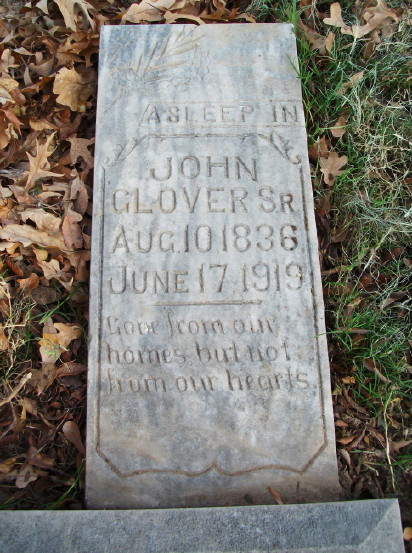 ASLEEP IN
JOHN
GLOVER SR
AUG. 10 1836
JUNE 17 1919
Gone from our
homes, but not
from our hearts.